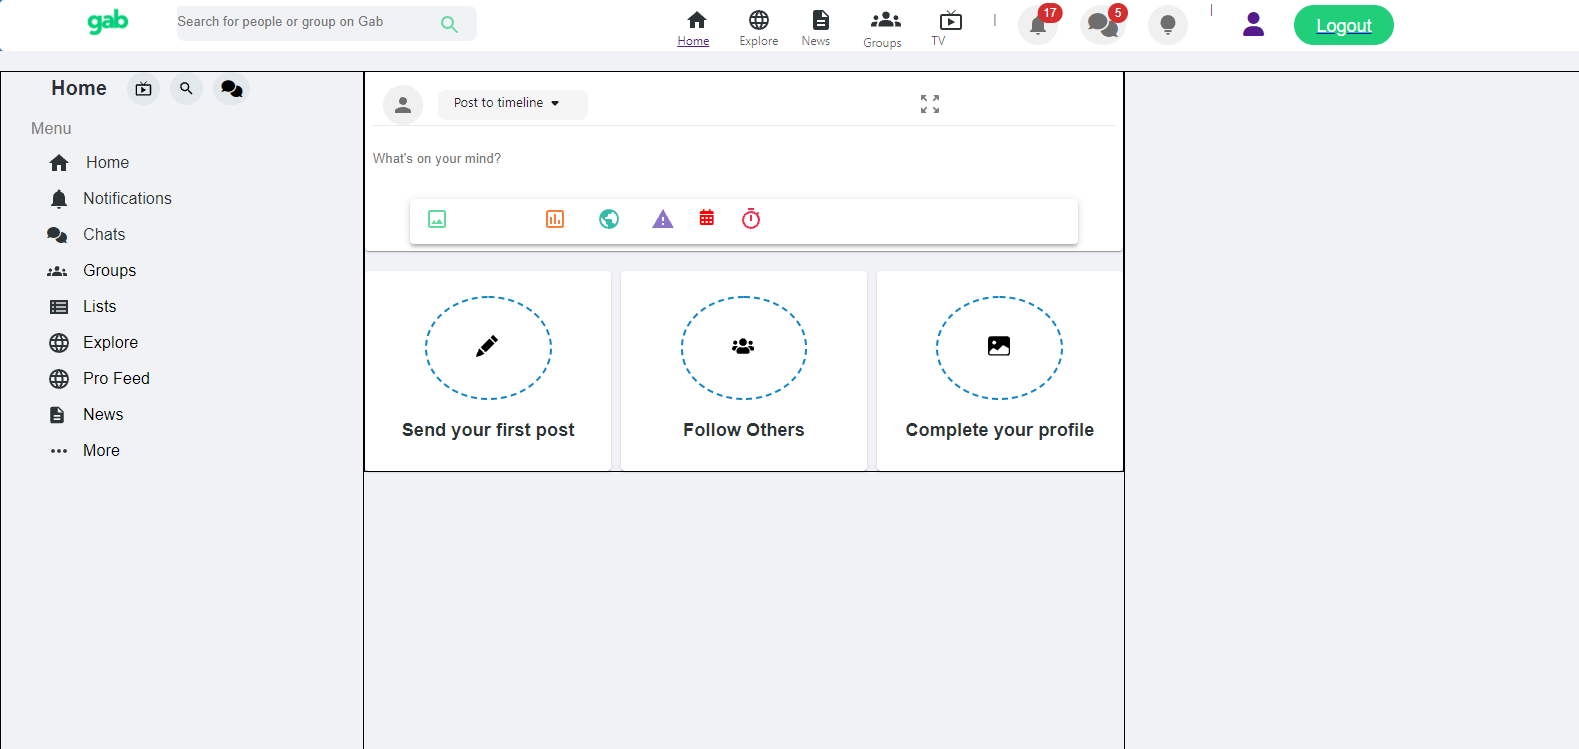 gab
Search for people or group on Gab
Home
Explore
News
Groups
TV
|
17
5
|
Logout
Home
Menu
Home
Notifications
Chats
Groups
Lists
Explore
Pro Feed
News
More
Post to timeline
What's on your mind?
Send your first post
Follow Others
Complete your profile